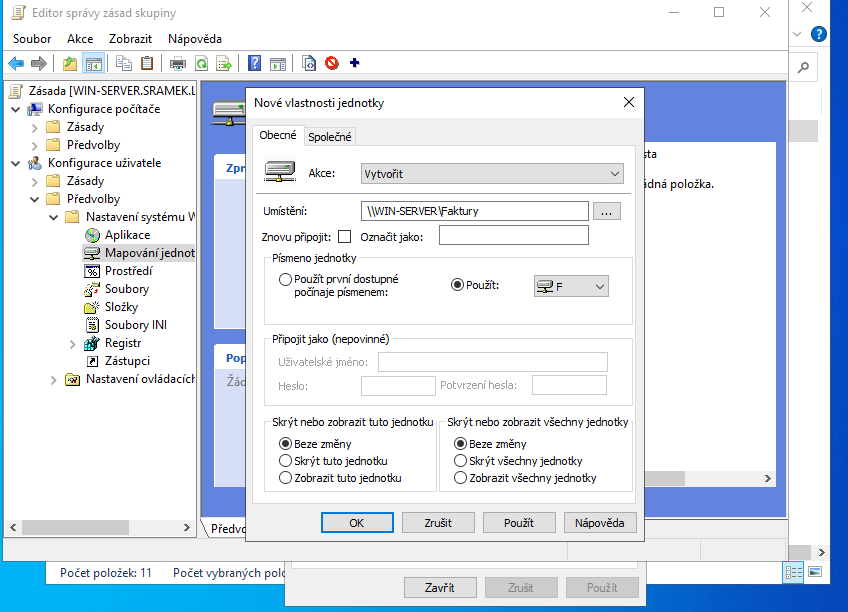 Editor správy zásad skupiny
Soubor Akce Zobrazit Nápověda
Zásada [WIN-SERVER.SRAMEK.L
Konfigurace počítače
Zásady
Předvolby
Konfigurace uživatele
Zásady
Předvolby
Nastavení systému W
Aplikace
Mapování jednot
Prostředí
Soubory
Složky
Soubory INI
Registr
Zástupci
Nastavení ovládacích
Zpr
Pop
Žác
Předvo
sta
ádná položka.
Nové vlastnosti jednotky
Obecné Společné
Akce: Vytvořit
Umístění: \\WIN-SERVER\Faktury ...
Znovu připojit: Označit jako:
Písmeno jednotky
Použít první dostupné
počínaje písmenem:
Použít: F
Připojit jako (nepovinné)
Uživatelské jméno:
Heslo: Potvrzení hesla:
Skrýt nebo zobrazit tuto jednotku
Beze změny
Skrýt tuto jednotku
Zobrazit tuto jednotku
Skrýt nebo zobrazit všechny jednotky
Beze změny
Skrýt všechny jednotky
Zobrazit všechny jednotky
OK Zrušit Použít Nápověda
Počet položek: 11 Počet vybraných polo
Zavřít Zrušit Použít